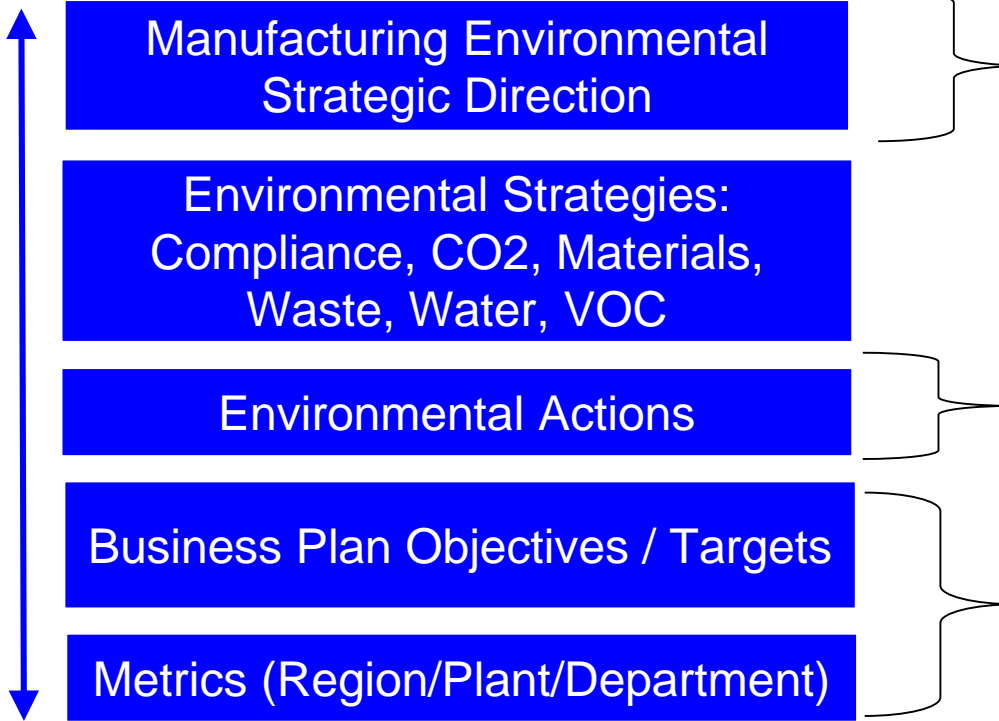 Manufacturing Environmental
Strategic Direction
Environmental Strategies:
Compliance, CO2, Materials,
Waste, Water, VOC
Environmental Actions
Business Plan Objectives / Targets
Metrics (Region/Plant/Department)